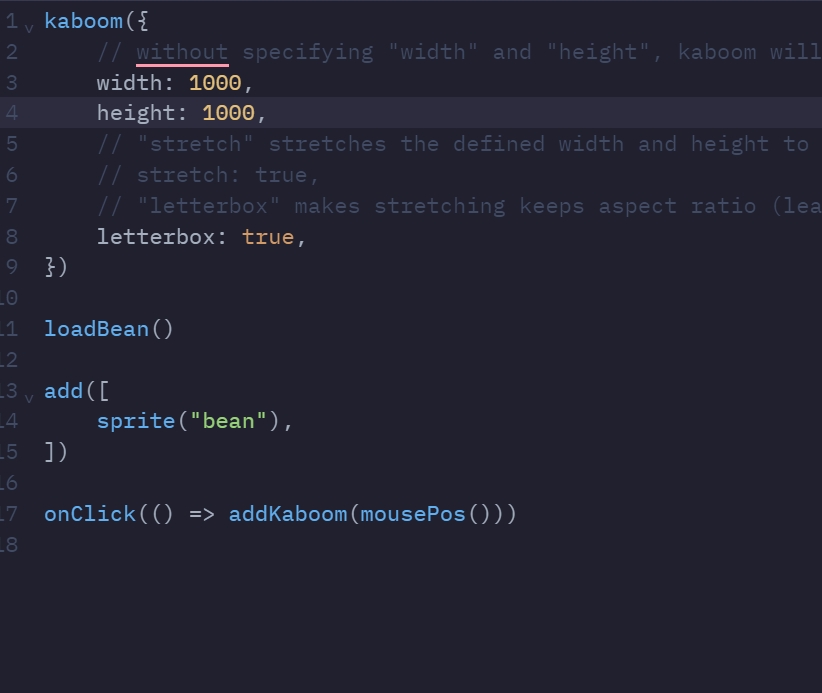 1 kaboom({
2 // without specifying "width" and "height", kaboom will
3 width: 1000,
4 height: 1000,
5 // "stretch" stretches the defined width and height to
6 // stretch: true,
7 // "letterbox" makes stretching keeps aspect ratio (lea
8 letterbox: true,
9 })
10
11 loadBean()
12
13 add([
14 sprite("bean"),
15 ])
16
17 onClick(() => addKaboom(mousePos()))
18